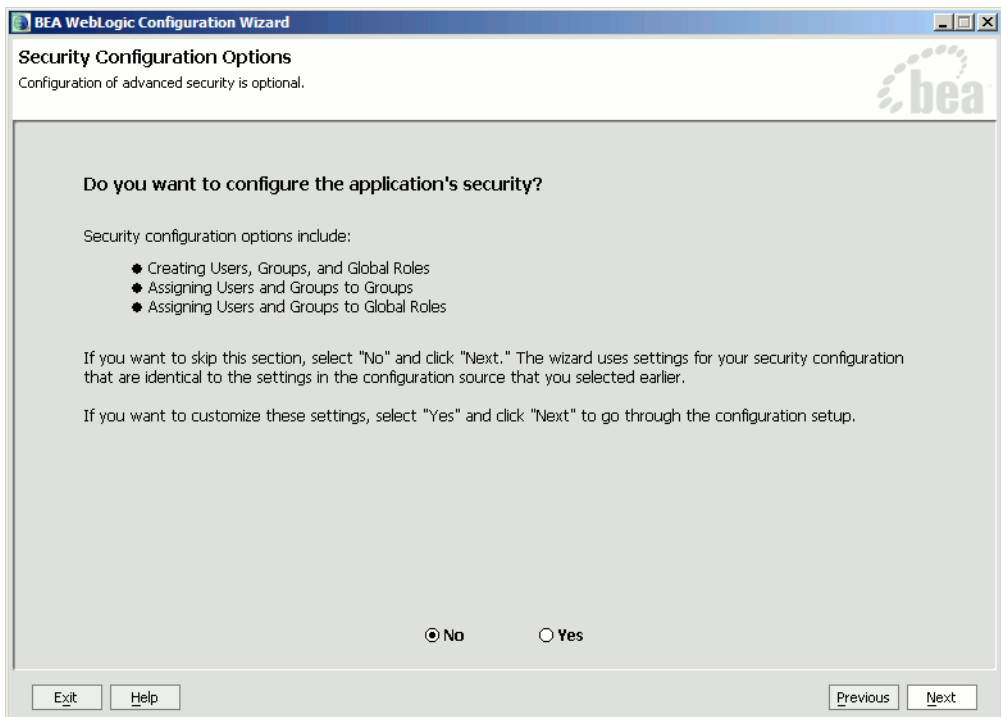 BEA WebLogic Configuration Wizard
Security Configuration Options
Configuration of advanced security is optional.
bea
Do you want to configure the application's security?
Security configuration options include:
● Creating Users, Groups, and Global Roles
● Assigning Users and Groups to Groups
● Assigning Users and Groups to Global Roles
If you want to skip this section, select "No" and click "Next." The wizard uses settings for your security configuration
that are identical to the settings in the configuration source that you selected earlier.
If you want to customize these settings, select "Yes" and click "Next" to go through the configuration setup.
No Yes
Exit Help Previous Next